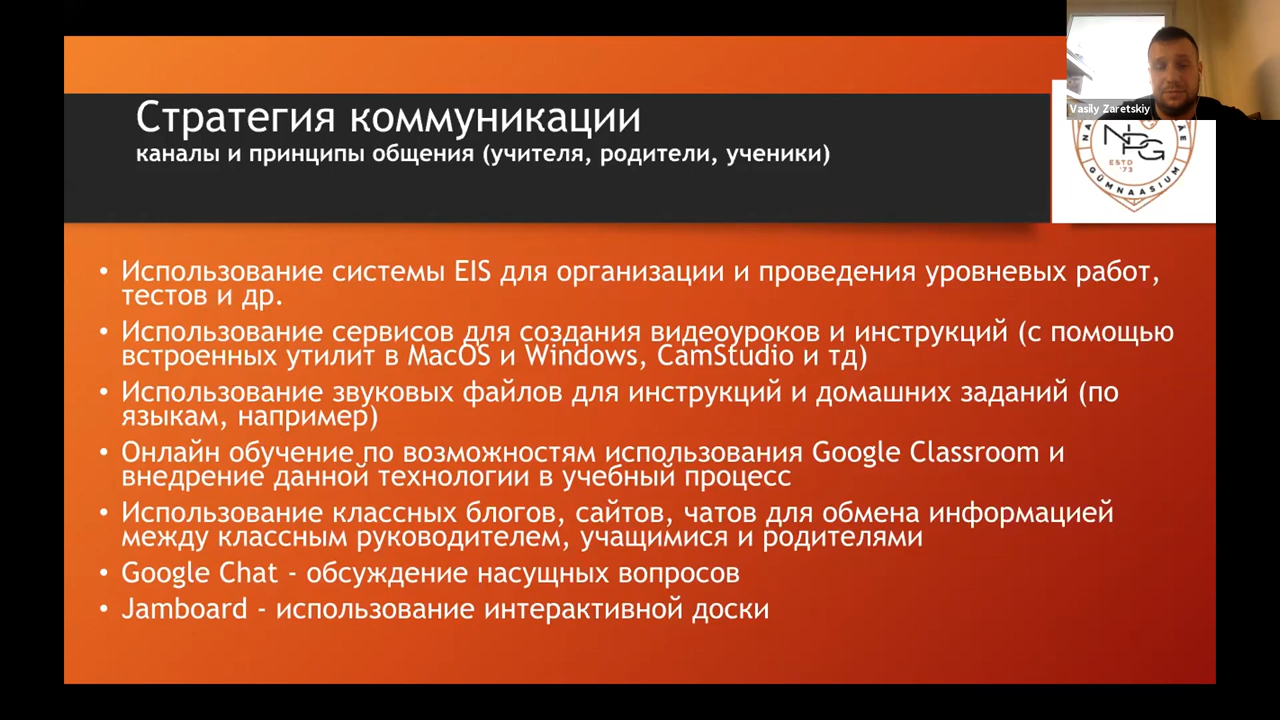 Vasily Zaretskiy
Стратегия коммуникации
каналы и принципы общения (учителя, родители, ученики)
NPG
ESTD
'73
GÜMNAASIUM
• Использование системы EIS для организации и проведения уровневых работ,
тестов и др.
• Использование сервисов для создания видеоуроков и инструкций (с помощью
встроенных утилит в MacOS и Windows, CamStudio и тд)
• Использование звуковых файлов для инструкций и домашних заданий (по
языкам, например)
• Онлайн обучение по возможностям использования Google Classroom и
внедрение данной технологии в учебный процесс
• Использование классных блогов, сайтов, чатов для обмена информацией
между классным руководителем, учащимися и родителями
• Google Chat - обсуждение насущных вопросов
• Jamboard - использование интерактивной доски